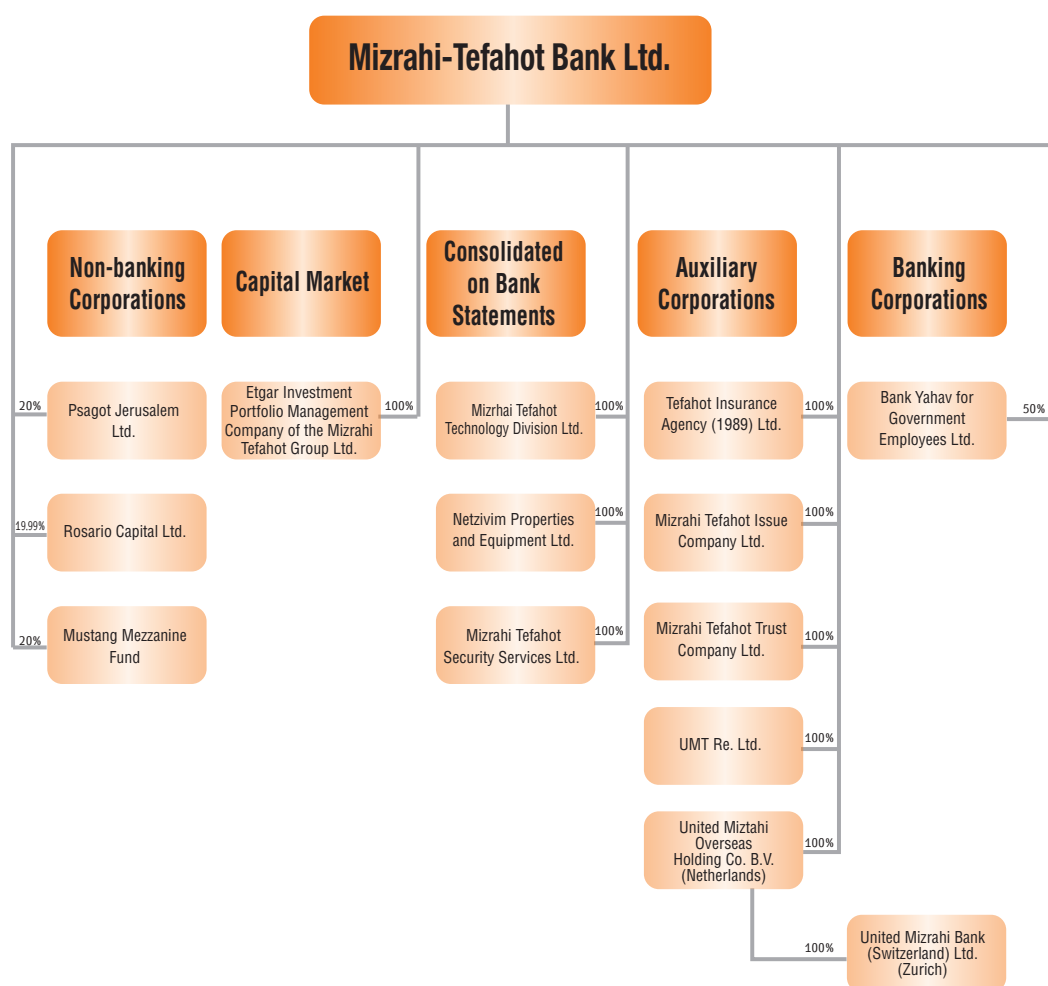 Mizrahi-Tefahot Bank Ltd.
Non-banking
Corporations
Capital Market
Consolidated
on Bank
Statements
Auxiliary
Corporations
Banking
Corporations
20%
Psagot Jerusalem
Ltd.
19.99%
Rosario Capital Ltd.
20%
Mustang Mezzanine
Fund
Etgar Investment
Portfolio Management
Company of the Mizrahi
Tefahot Group Ltd.
100%
Mizrhai Tefahot
Technology Division Ltd.
100%
Netzivim Properties
and Equipment Ltd.
100%
Mizrahi Tefahot
Security Services Ltd.
100%
Tefahot Insurance
Agency (1989) Ltd.
100%
Mizrahi Tefahot Issue
Company Ltd.
100%
Mizrahi Tefahot Trust
Company Ltd.
100%
UMT Re. Ltd.
100%
United Miztahi
Overseas
Holding Co. B.V.
(Netherlands)
100%
Bank Yahav for
Government
Employees Ltd.
50%
100%
United Mizrahi Bank
(Switzerland) Ltd.
(Zurich)